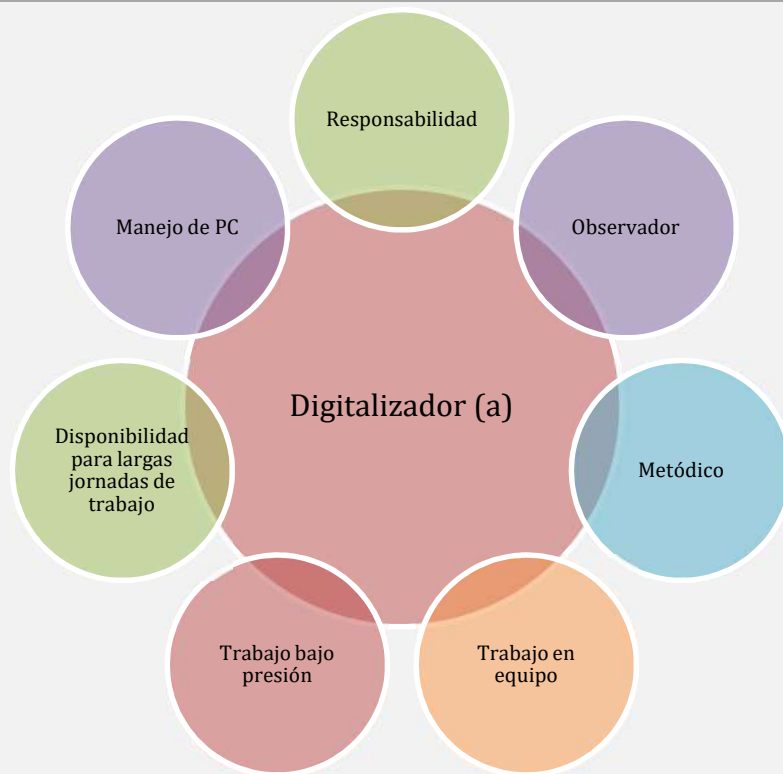 Responsabilidad
Manejo de PC
Observador
Digitalizador (a)
Disponibilidad
para largas
jornadas de
trabajo
Metódico
Trabajo bajo
presión
Trabajo en
equipo